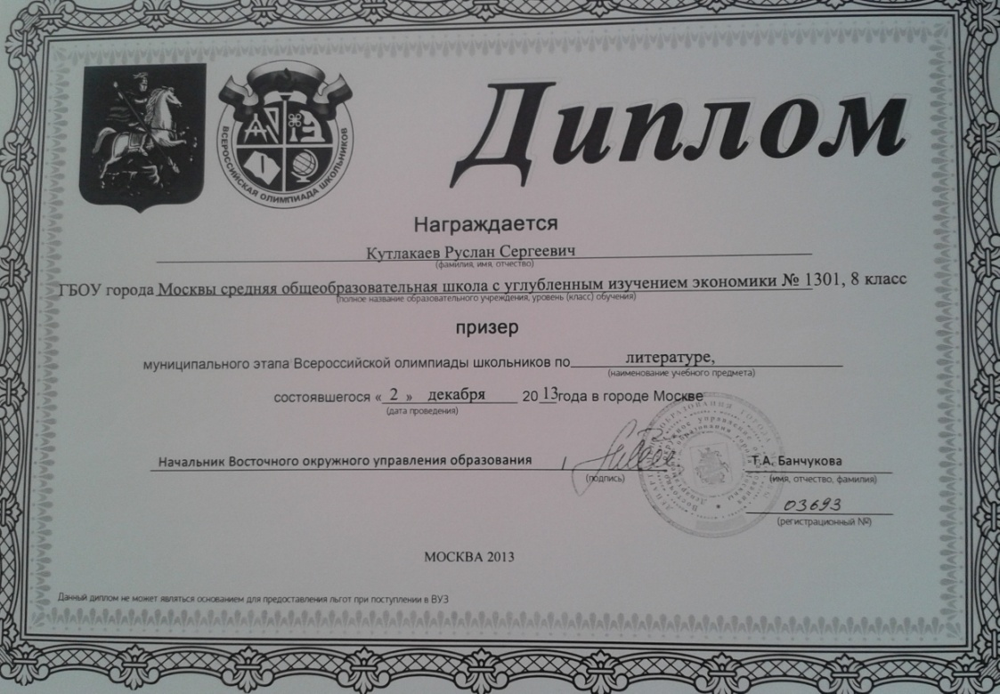 ВСЕРОССИЙСКАЯ ОЛИМПИАДА ШКОЛЬНИКОВ
Диплом
Награждается
Кутлакаев Руслан Сергеевич
(фамилия, имя, отчество)
ГБОУ города Москвы средняя общеобразовательная школа с углубленным изучением экономики № 1301, 8 класс
(полное название образовательного учреждения, уровень (класс) обучения)
призер
муниципального этапа Всероссийской олимпиады школьников по литературе,
(наименование учебного предмета)
состоявшегося « 2 » декабря 20 13года в городе Москве
(дата проведения)
Начальник Восточного окружного управления образования Т.А. Банчукова
(подпись) (имя, отчество, фамилия)
03693
(регистрационный №)
МОСКВА 2013
Данный диплом не может являться основанием для предоставления льгот при поступлении в ВУЗ